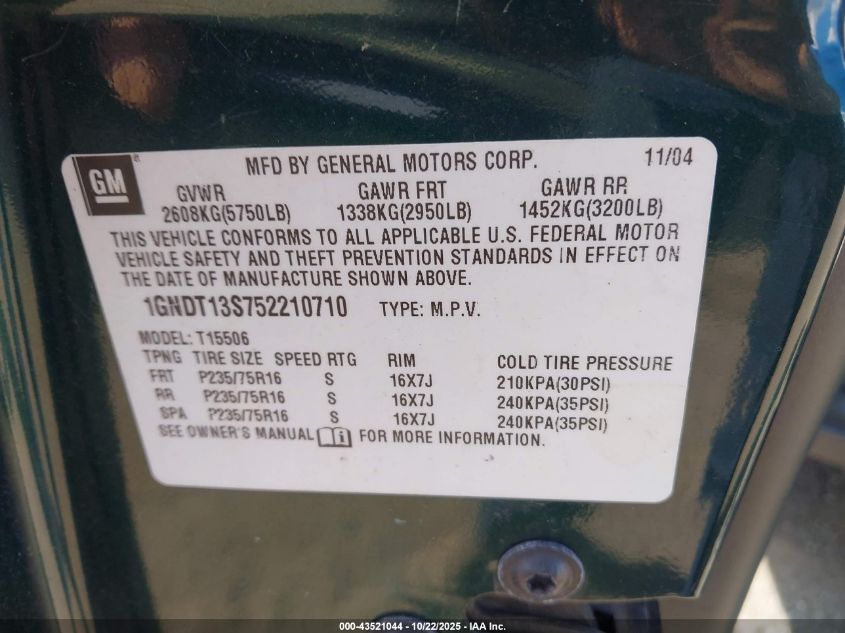 GM
®
MFD BY GENERAL MOTORS CORP. 11/04
GVWR GAWR FRT GAWR RR
2608KG(5750LB) 1338KG(2950LB) 1452KG(3200LB)
THIS VEHICLE CONFORMS TO ALL APPLICABLE U.S. FEDERAL MOTOR
VEHICLE SAFETY AND THEFT PREVENTION STANDARDS IN EFFECT ON
THE DATE OF MANUFACTURE SHOWN ABOVE.
1GNDT13S752210710 TYPE: M.P.V.
MODEL: T15506
TPNG TIRE SIZE SPEED RTG RIM COLD TIRE PRESSURE
FRT P235/75R16 S 16X7J 210KPA(30PSI)
RR P235/75R16 S 16X7J 240KPA(35PSI)
SPA P235/75R16 S 16X7J 240KPA(35PSI)
SEE OWNER'S MANUAL i FOR MORE INFORMATION.
000-43521044 - 10/22/2025 - IAA Inc.